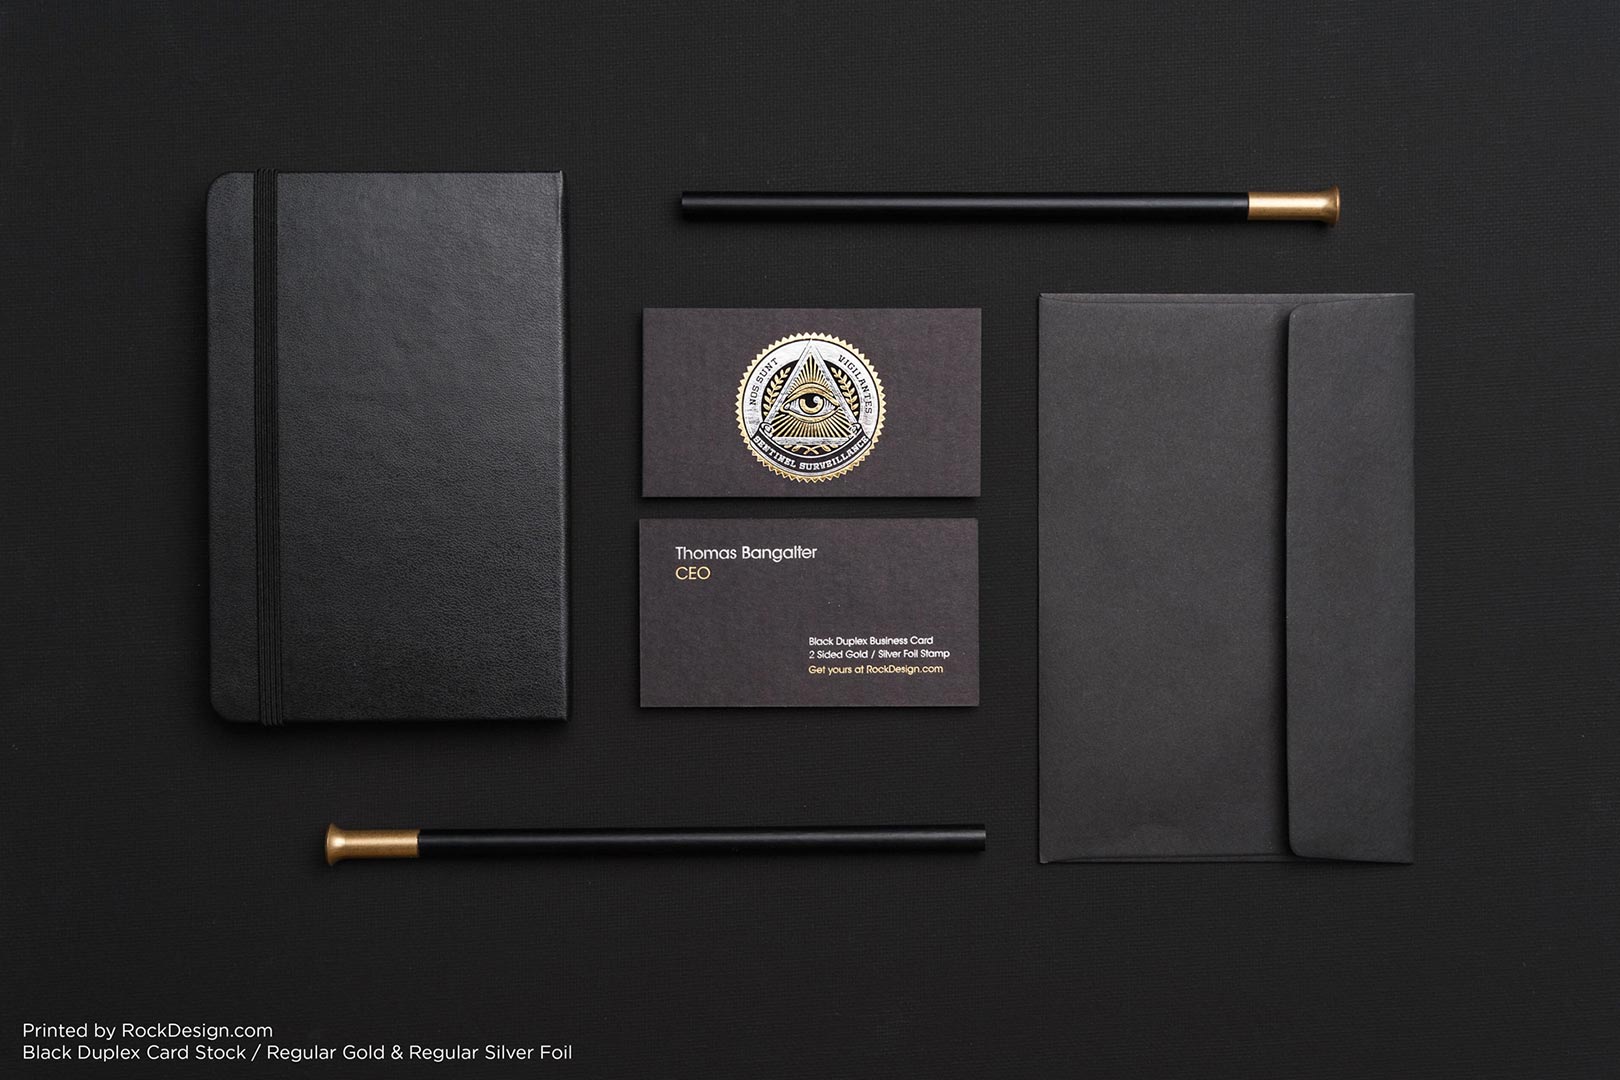 NOS SUNT VIGILANTES
SENTINEL SURVEILLANCE
Thomas Bangalter
CEO
Black Duplex Business Card
2 Sided Gold / Silver Foil Stamp
Get yours at RockDesign.com
Printed by RockDesign.com
Black Duplex Card Stock / Regular Gold & Regular Silver Foil